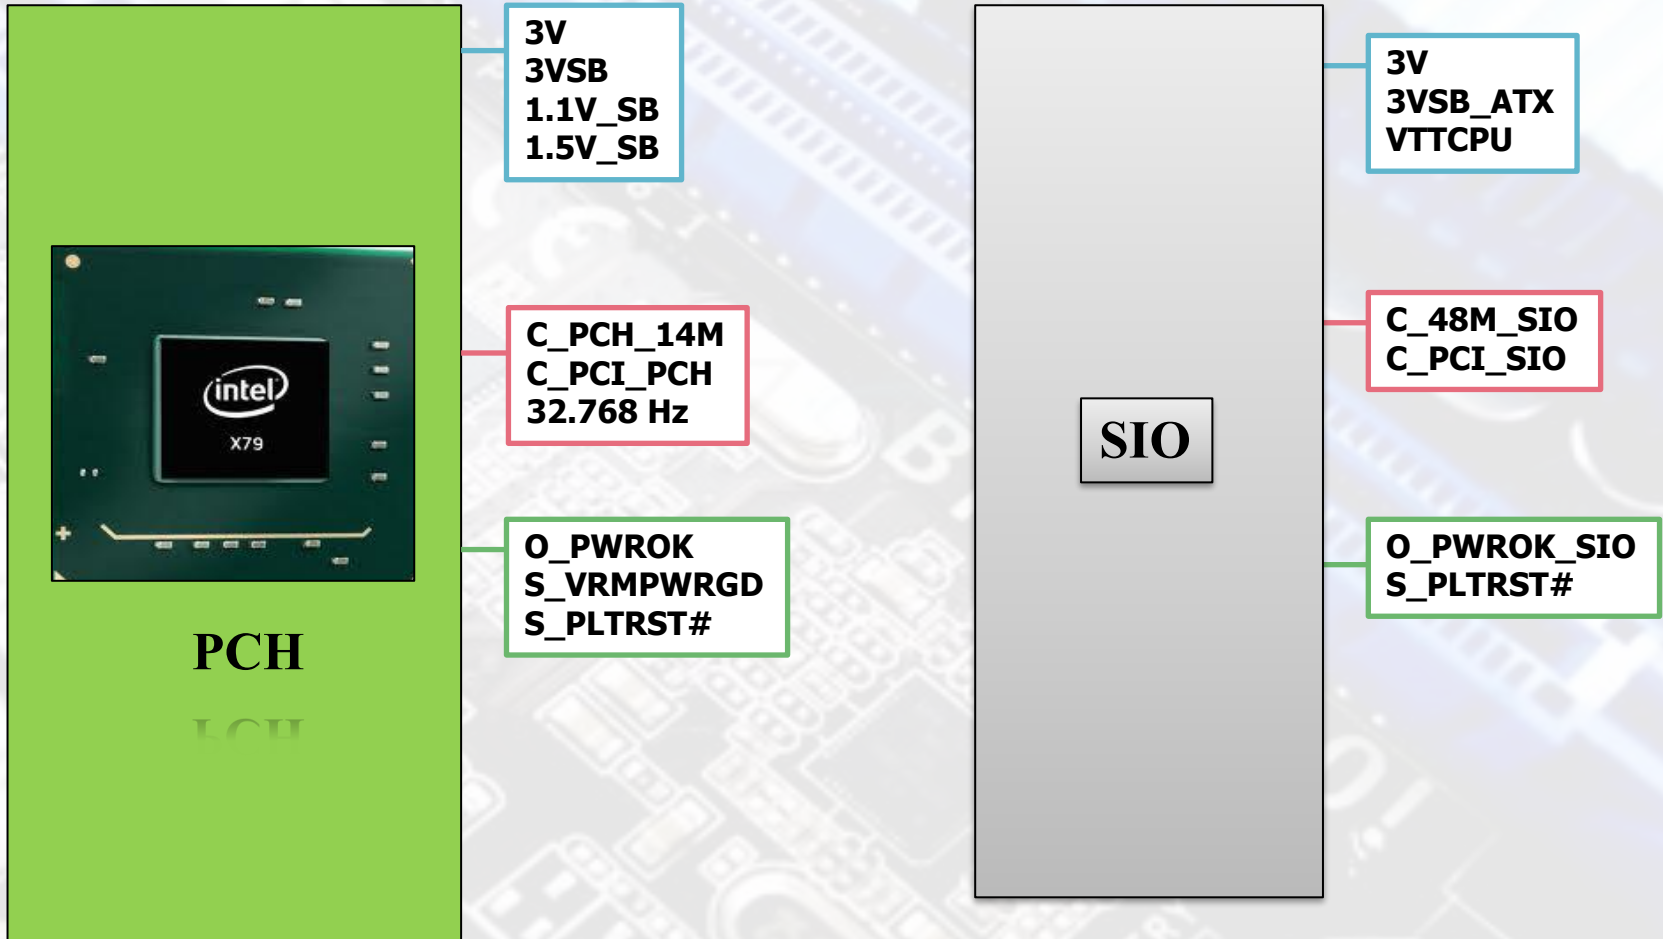 3V
3VSB
1.1V_SB
1.5V_SB
intel
X79
C_PCH_14M
C_PCI_PCH
32.768 Hz
O_PWROK
S_VRMPWRGD
S_PLTRST#
PCH
3V
3VSB_ATX
VTTCPU
C_48M_SIO
C_PCI_SIO
SIO
O_PWROK_SIO
S_PLTRST#